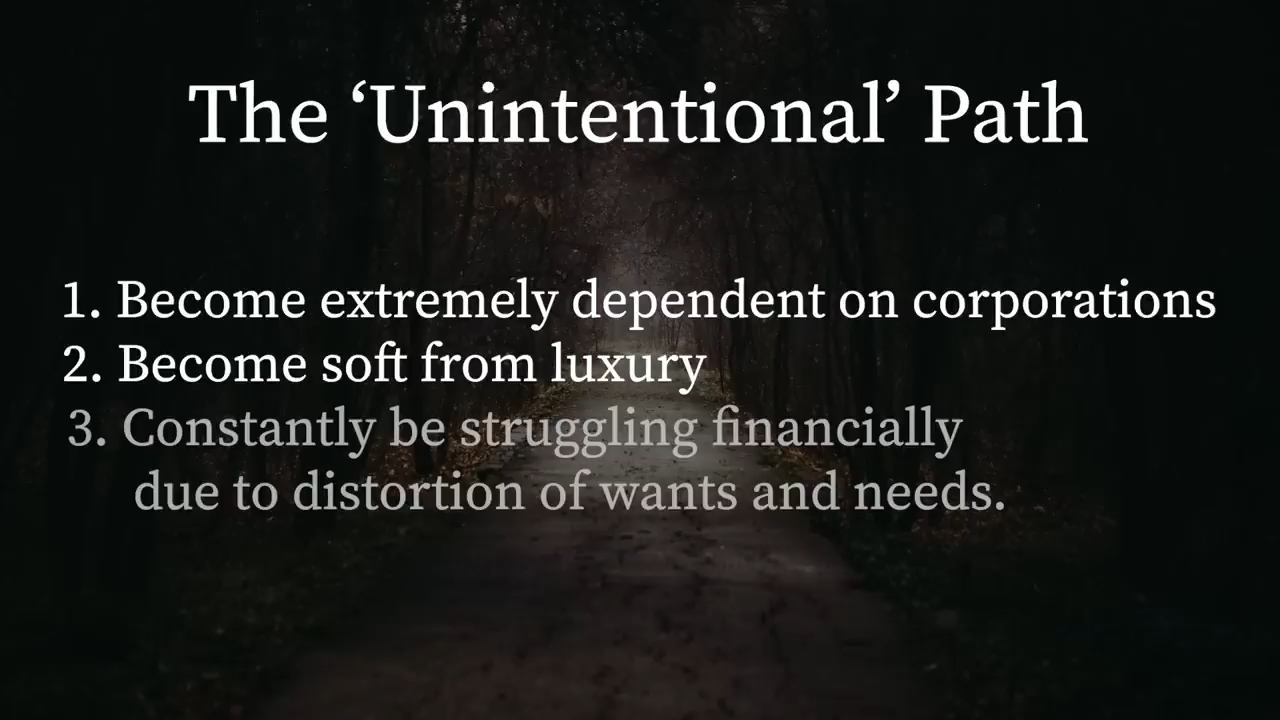 The ‘Unintentional’ Path
1. Become extremely dependent on corporations
2. Become soft from luxury
3. Constantly be struggling financially
due to distortion of wants and needs.